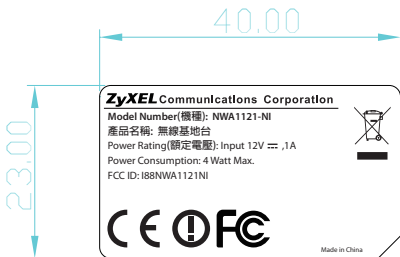 40.00
23.00
ZyXEL Communications Corporation
Model Number(機種): NWA1121-NI
產品名稱: 無線基地台
Power Rating(額定電壓): Input 12V ⎓ ,1A
Power Consumption: 4 Watt Max.
FCC ID: I88NWA1121NI
CE FC
Made in China